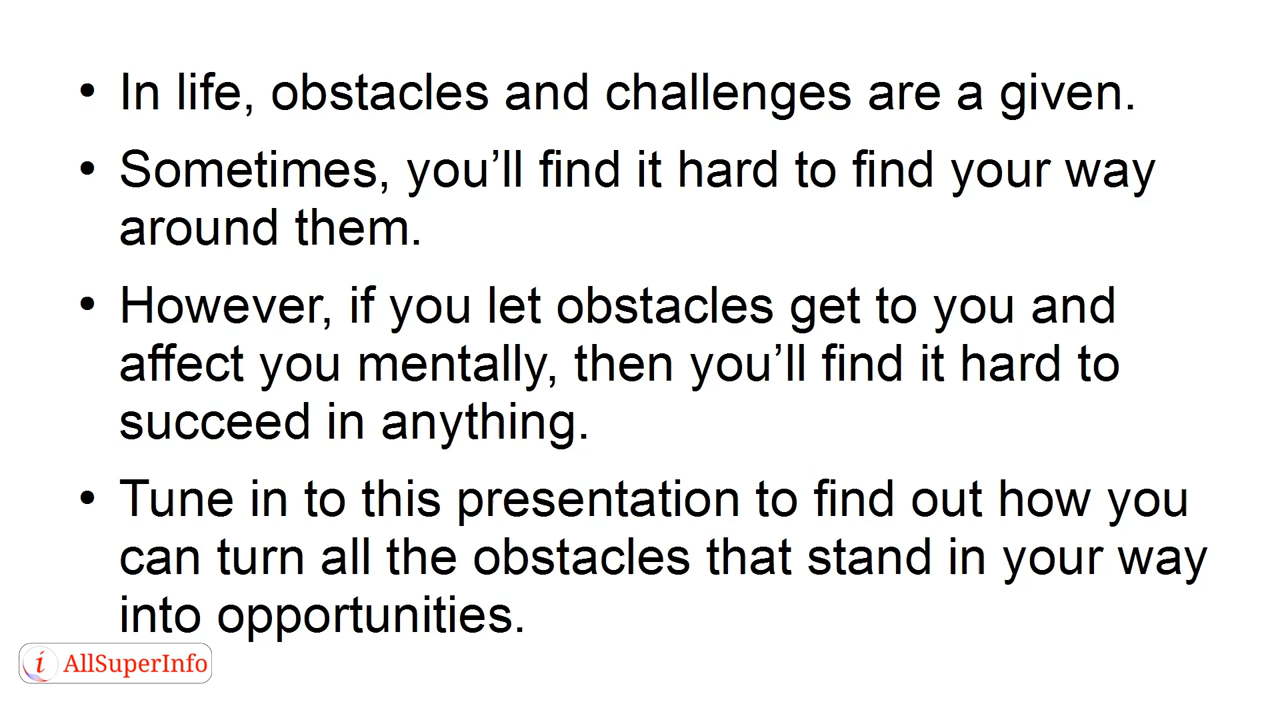 • In life, obstacles and challenges are a given.
• Sometimes, you’ll find it hard to find your way
around them.
• However, if you let obstacles get to you and
affect you mentally, then you’ll find it hard to
succeed in anything.
• Tune in to this presentation to find out how you
can turn all the obstacles that stand in your way
into opportunities.
i AllSuperInfo